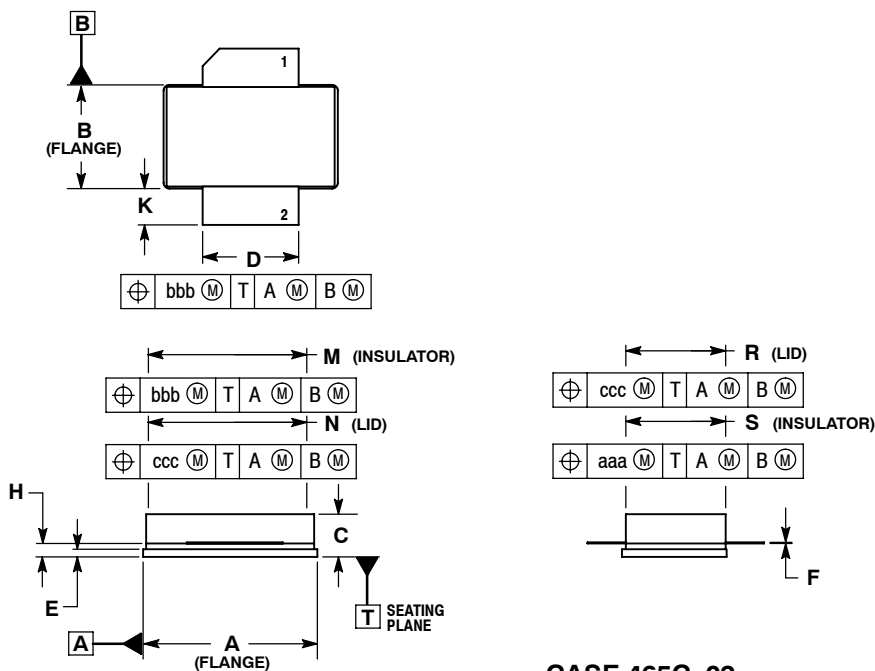 B
1
B
(FLANGE)
K
2
D
⌖ bbb Ⓜ T A Ⓜ B Ⓜ
M (INSULATOR)
⌖ bbb Ⓜ T A Ⓜ B Ⓜ
N (LID)
⌖ ccc Ⓜ T A Ⓜ B Ⓜ
R (LID)
⌖ ccc Ⓜ T A Ⓜ B Ⓜ
S (INSULATOR)
⌖ aaa Ⓜ T A Ⓜ B Ⓜ
H
C
E
F
T SEATING
PLANE
A
A
(FLANGE)